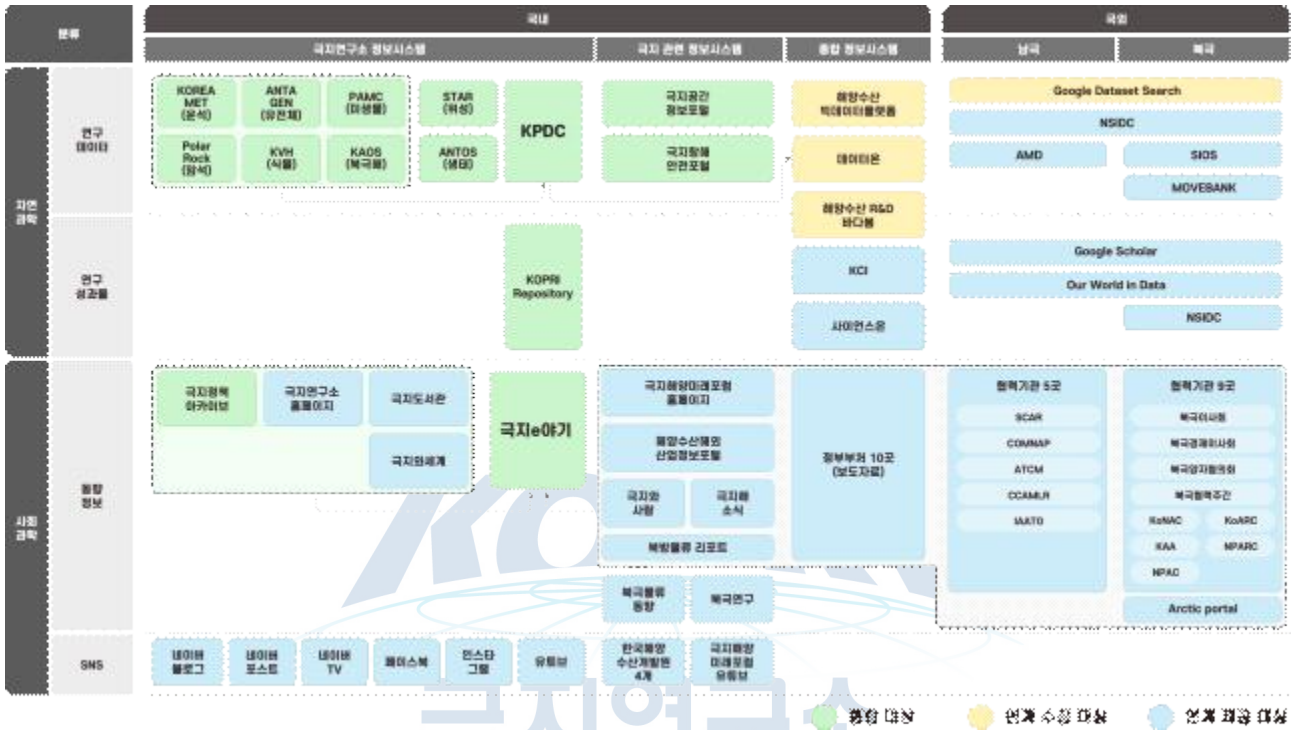 분류
국내
국외
극지연구소 정보시스템
극지 관련 정보시스템
종합 정보시스템
남극
북극
자연
과학
연구
데이터
KOREA
MET
(운석)
ANTA
GEN
(유전체)
PAMC
(미생물)
STAR
(위성)
KPDC
Polar
Rock
(암석)
KVH
(식물)
KAOS
(북극물)
ANTOS
(생태)
극지공간
정보포털
극지항해
안전포털
해양수산
빅데이터플랫폼
데이터온
해양수산 R&D
바다봄
Google Dataset Search
NSIDC
AMD
SIOS
MOVEBANK
연구
성과물
KOPRI
Repository
KCI
사이언스온
Google Scholar
Our World in Data
NSIDC
사회
과학
동향
정보
극지정책
아카이브
극지연구소
홈페이지
극지도서관
극지와세계
극지e야기
극지해양미래포럼
홈페이지
해양수산해외
산업정보포털
극지와
사람
극지해
소식
북방물류 리포트
북극물류
동향
북극연구
정부부처 10곳
(보도자료)
협력기관 5곳
SCAR
COMNAP
ATCM
CCAMLR
IAATO
협력기관 9곳
북극이사회
북극경제이사회
북극양자협의회
북극협력주간
KoNAC
KoARC
KAA
NPARC
NPAC
Arctic portal
SNS
네이버
블로그
네이버
포스트
네이버
TV
페이스북
인스타
그램
유튜브
한국해양
수산개발원
4개
극지해양
미래포럼
유튜브
극지연구소
통합 대상
연계 수집 대상